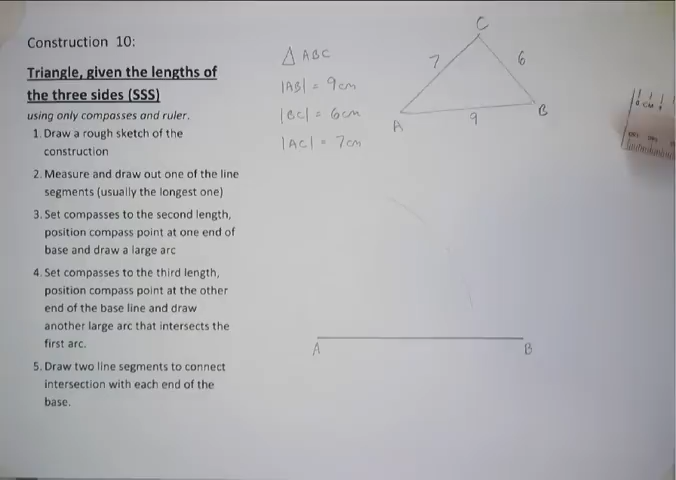 Construction 10:
Triangle, given the lengths of
the three sides (SSS)
using only compasses and ruler.
1. Draw a rough sketch of the
construction
2. Measure and draw out one of the line
segments (usually the longest one)
3. Set compasses to the second length,
position compass point at one end of
base and draw a large arc
4. Set compasses to the third length,
position compass point at the other
end of the base line and draw
another large arc that intersects the
first arc.
5. Draw two line segments to connect
intersection with each end of the
base.
△ ABC
|AB| = 9cm
|BC| = 6cm
|AC| = 7cm
C
7
6
A
9
B
0 CM 1
A
B